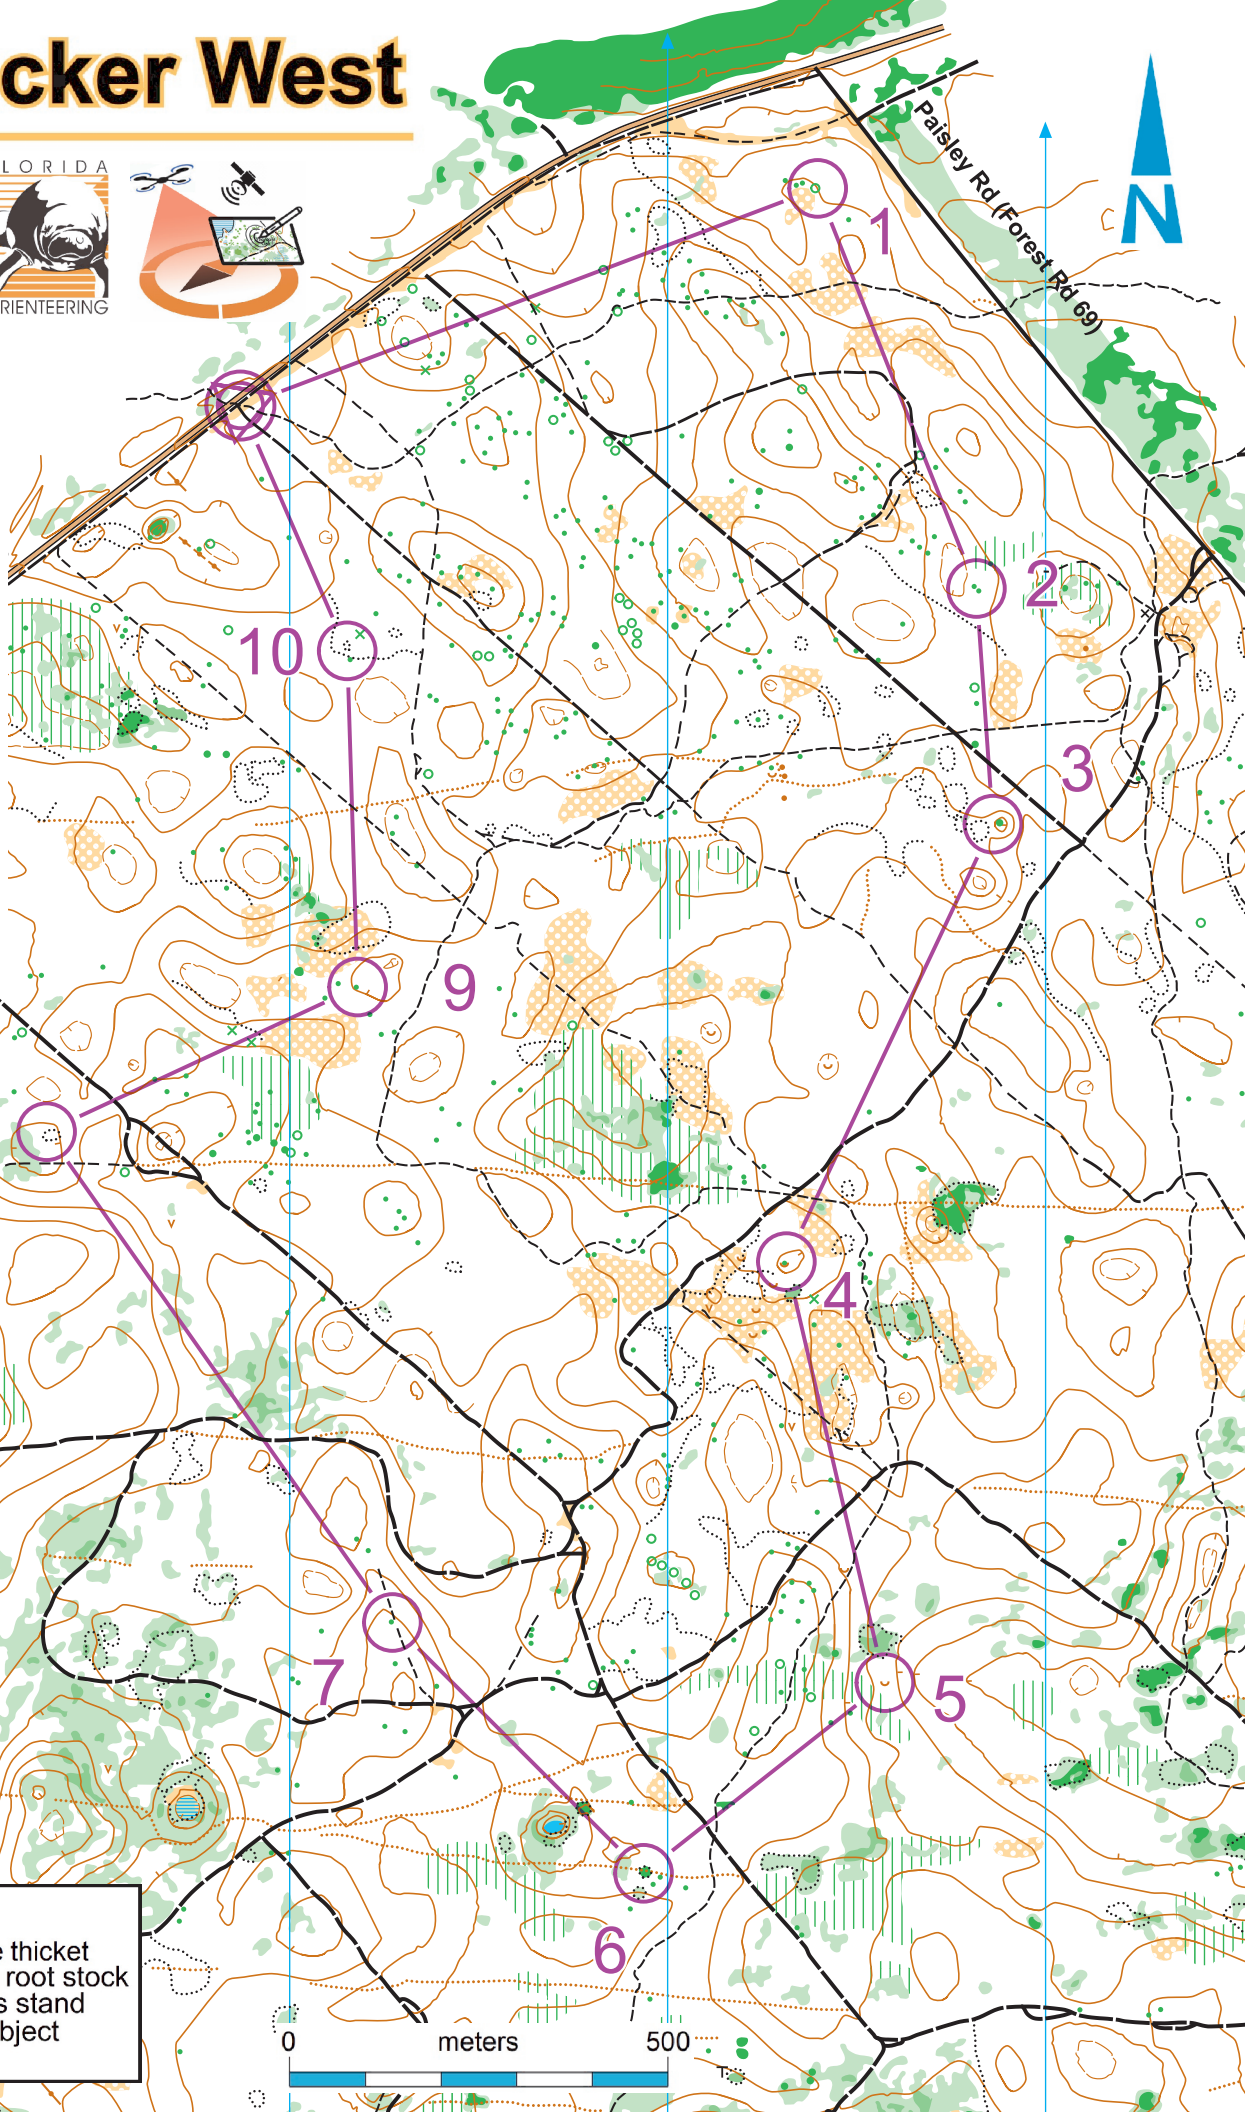 cker West
LORIDA
RIENTEERING
N
Paisley Rd (Forest Rd 69)
1
2
3
4
5
6
7
9
10
thicket
root stock
s stand
bject
0 meters 500